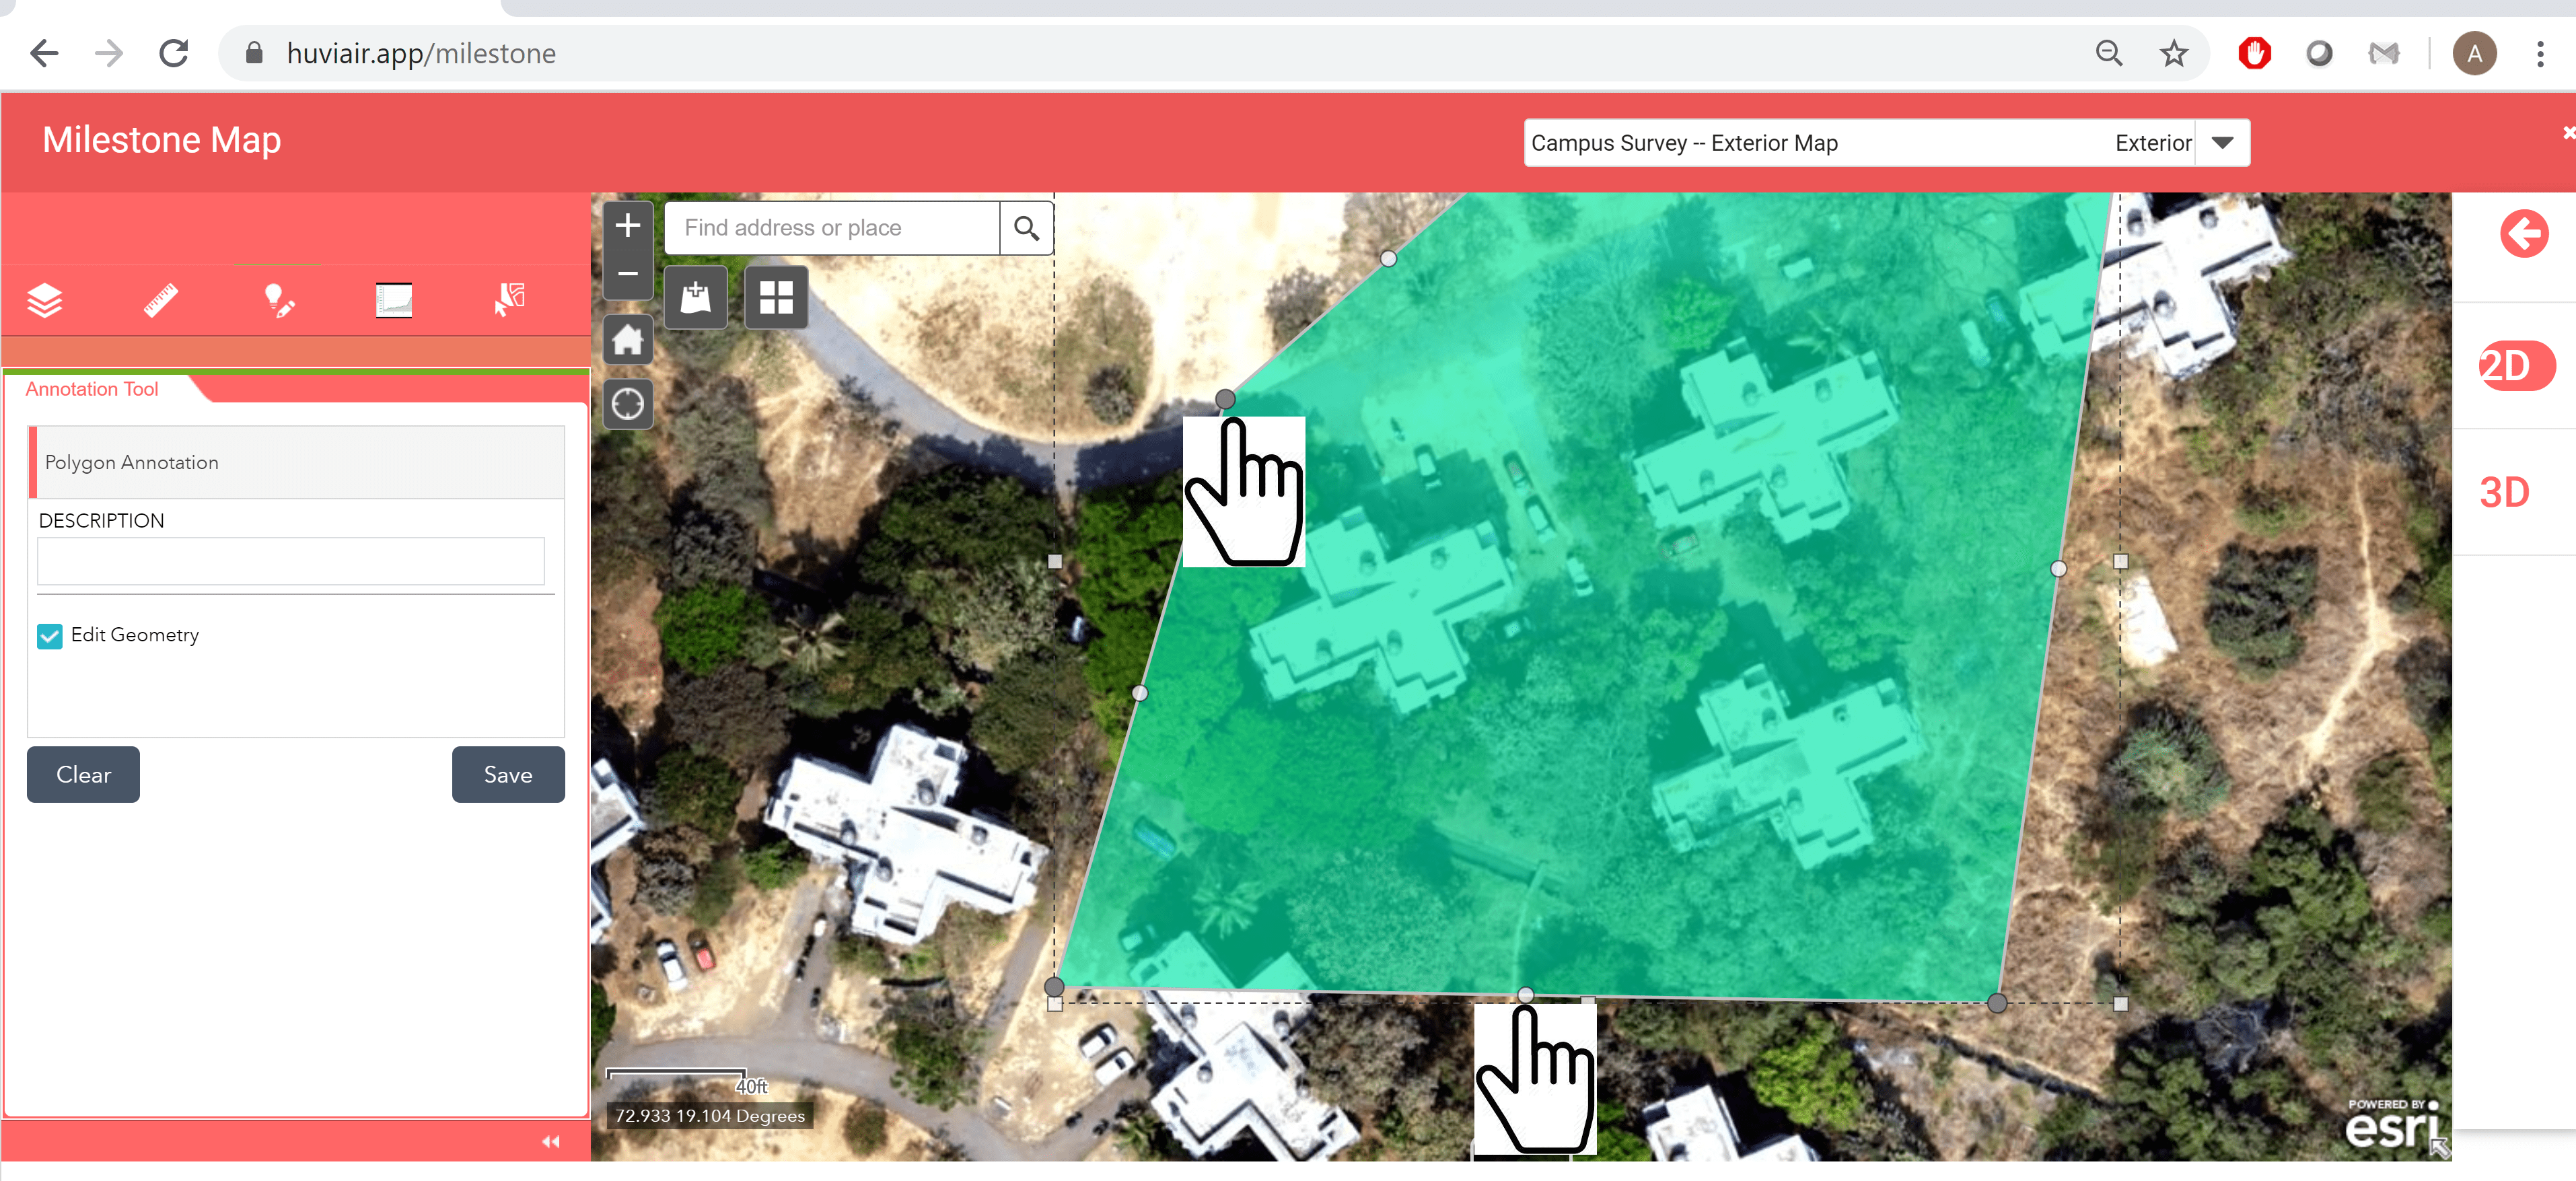 huviair.app/milestone
A
Milestone Map
Campus Survey -- Exterior Map Exterior
Find address or place
2D
3D
Annotation Tool
Polygon Annotation
DESCRIPTION
Edit Geometry
Clear Save
40ft
72.933 19.104 Degrees
POWERED BY
esri